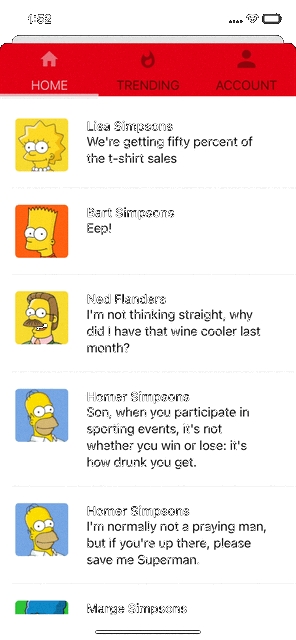 4:52
HOME
TRENDING
ACCOUNT
Lisa Simpsons
We're getting fifty percent of
the t-shirt sales
Bart Simpsons
Eep!
Ned Flanders
I'm not thinking straight, why
did I have that wine cooler last
month?
Homer Simpsons
Son, when you participate in
sporting events, it's not
whether you win or lose: it's
how drunk you get.
Homer Simpsons
I'm normally not a praying man,
but if you're up there, please
save me Superman.
Marge Simpsons